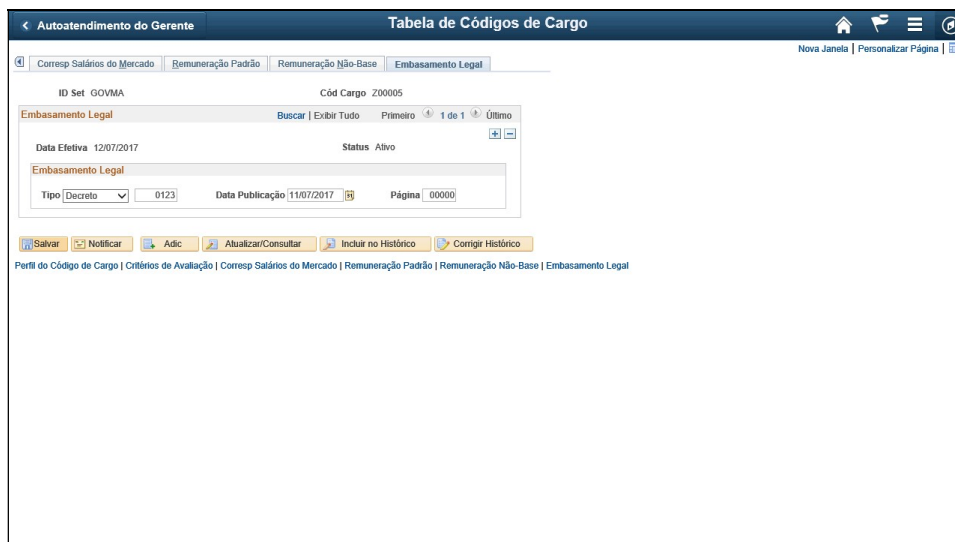 Autoatendimento do Gerente Tabela de Códigos de Cargo
Nova Janela | Personalizar Página |
Corresp Salários do Mercado Remuneração Padrão Remuneração Não-Base Embasamento Legal
ID Set GOVMA Cód Cargo Z00005
Embasamento Legal Buscar | Exibir Tudo Primeiro 1 de 1 Último
Data Efetiva 12/07/2017 Status Ativo
Embasamento Legal
Tipo Decreto 0123 Data Publicação 11/07/2017 Página 00000
Salvar Notificar Adic Atualizar/Consultar Incluir no Histórico Corrigir Histórico
Perfil do Código de Cargo | Critérios de Avaliação | Corresp Salários do Mercado | Remuneração Padrão | Remuneração Não-Base | Embasamento Legal